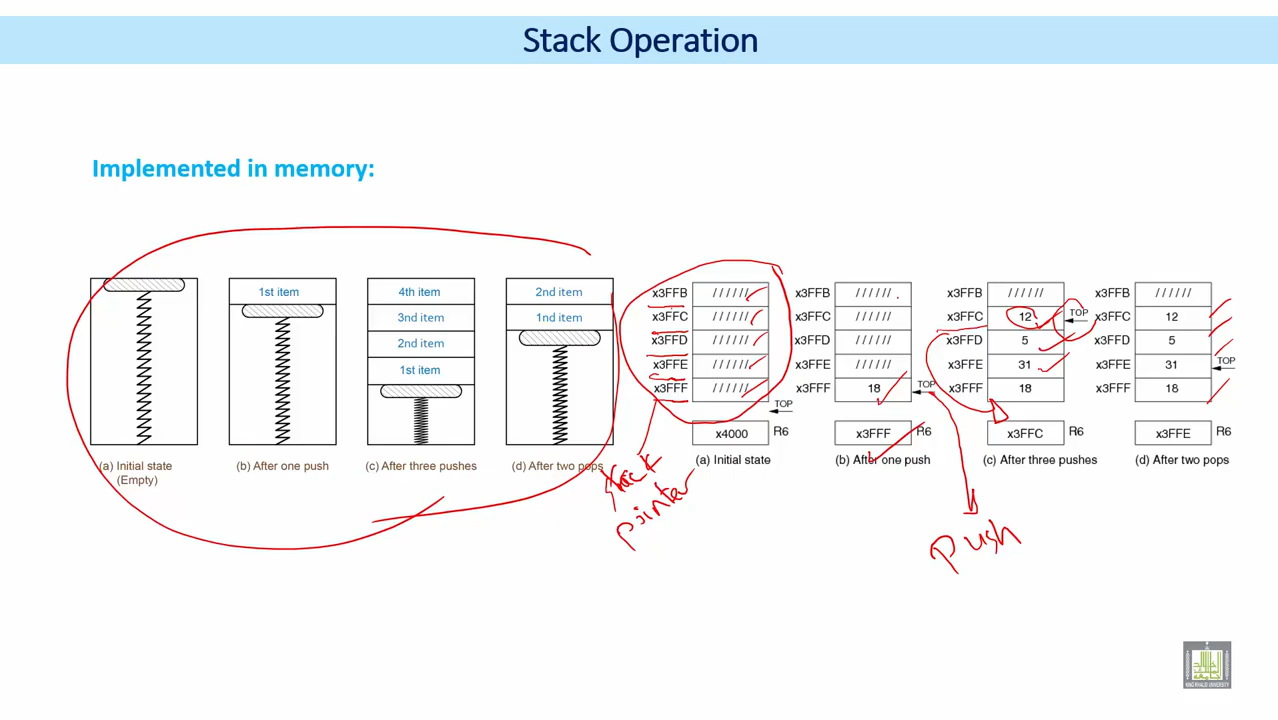 Stack Operation
Implemented in memory:
1st item
4th item
3nd item
2nd item
1st item
2nd item
1nd item
(a) Initial state
(Empty)
(b) After one push
(c) After three pushes
(d) After two pops
x3FFB //////
x3FFC //////
x3FFD //////
x3FFE //////
x3FFF //////
TOP
x4000 R6
(a) Initial state
x3FFB //////
x3FFC //////
x3FFD //////
x3FFE //////
x3FFF 18
TOP
x3FFF R6
(b) After one push
x3FFB //////
x3FFC 12
TOP
x3FFD 5
x3FFE 31
x3FFF 18
x3FFC R6
(c) After three pushes
x3FFB //////
x3FFC 12
x3FFD 5
x3FFE 31
TOP
x3FFF 18
x3FFE R6
(d) After two pops
pointer
push
KING KHALID UNIVERSITY